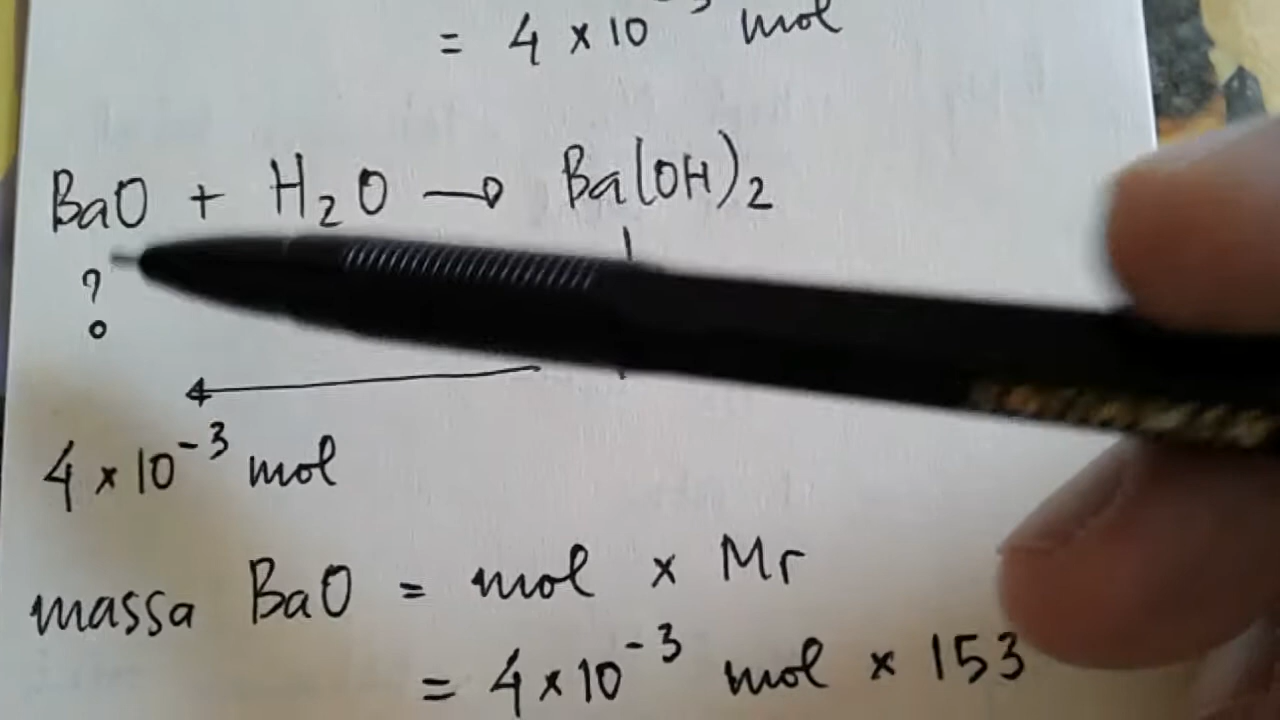 = 4 × 10⁻³ mol
BaO + H₂O → Ba(OH)₂
?
4 × 10⁻³ mol
massa BaO = mol × Mr
= 4 × 10⁻³ mol × 153